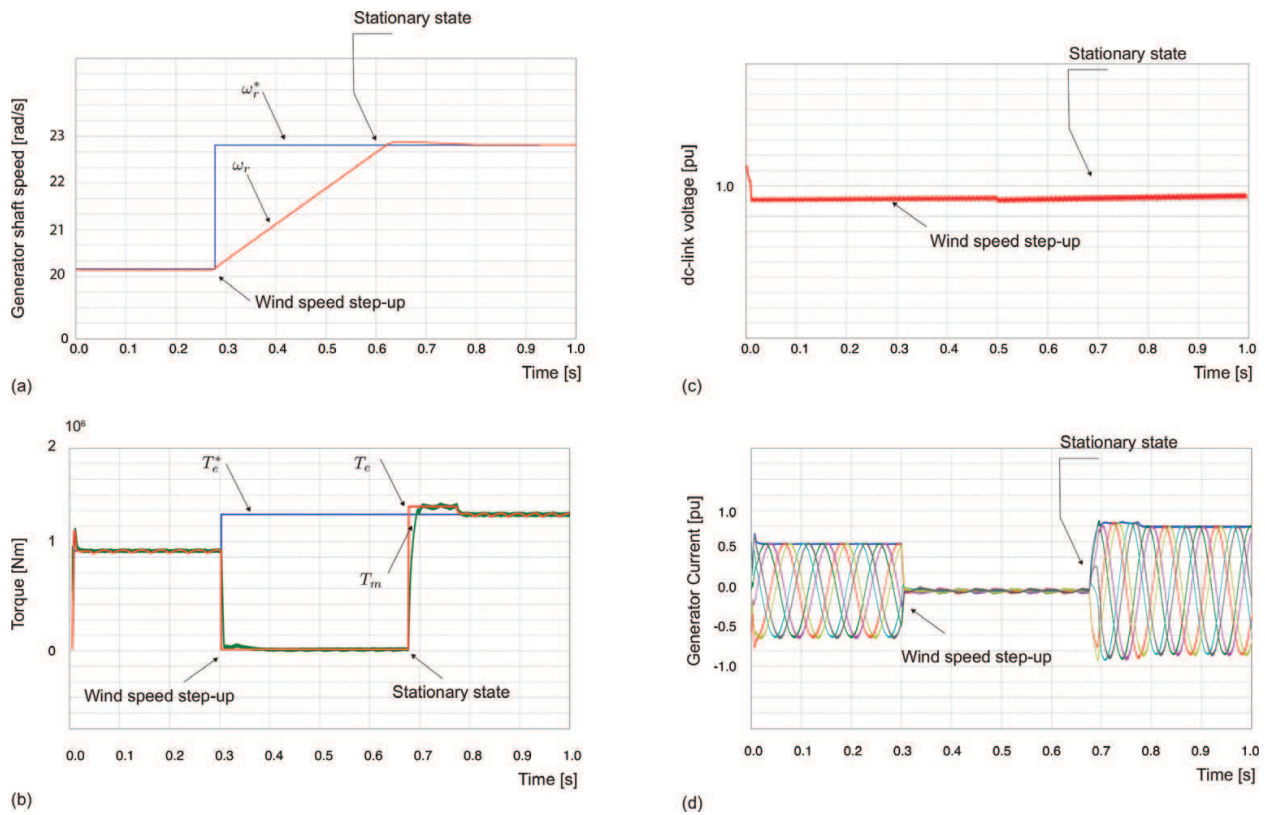 Stationary state
ω_r^*
Generator shaft speed [rad/s]
23
22
21
20
0
ω_r
Wind speed step-up
0.0 0.1 0.2 0.3 0.4 0.5 0.6 0.7 0.8 0.9 1.0
Time [s]
(a)
Stationary state
dc-link voltage [pu]
1.0
Wind speed step-up
0.0 0.1 0.2 0.3 0.4 0.5 0.6 0.7 0.8 0.9 1.0
Time [s]
(c)
10⁶
Torque [Nm]
2
1
0
T_e^*
T_e
T_m
Wind speed step-up
Stationary state
0.0 0.1 0.2 0.3 0.4 0.5 0.6 0.7 0.8 0.9 1.0
Time [s]
(b)
Stationary state
Generator Current [pu]
1.0
0.5
0.0
-0.5
-1.0
Wind speed step-up
0.0 0.1 0.2 0.3 0.4 0.5 0.6 0.7 0.8 0.9 1.0
Time [s]
(d)